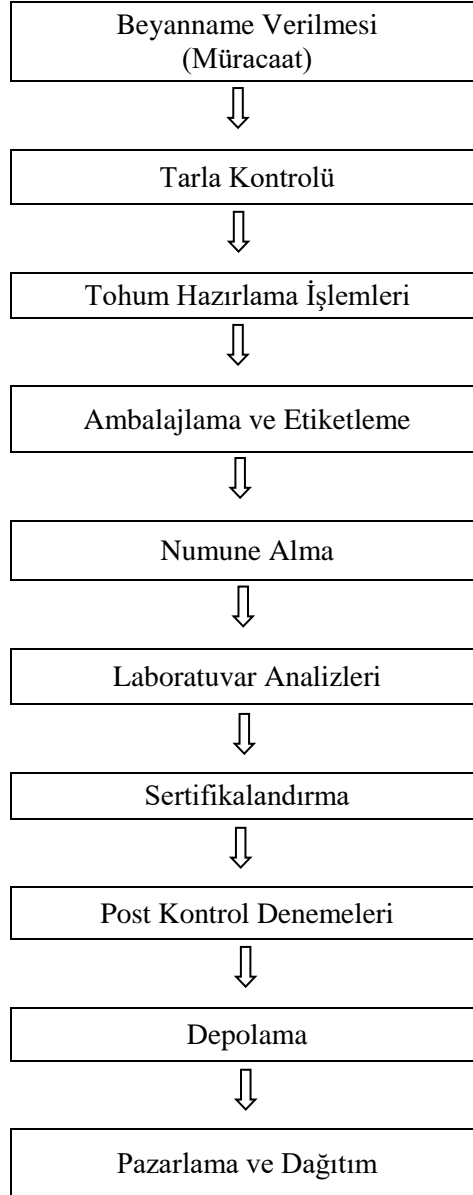 Beyanname Verilmesi
(Müracaat)
Tarla Kontrolü
Tohum Hazırlama İşlemleri
Ambalajlama ve Etiketleme
Numune Alma
Laboratuvar Analizleri
Sertifikalandırma
Post Kontrol Denemeleri
Depolama
Pazarlama ve Dağıtım